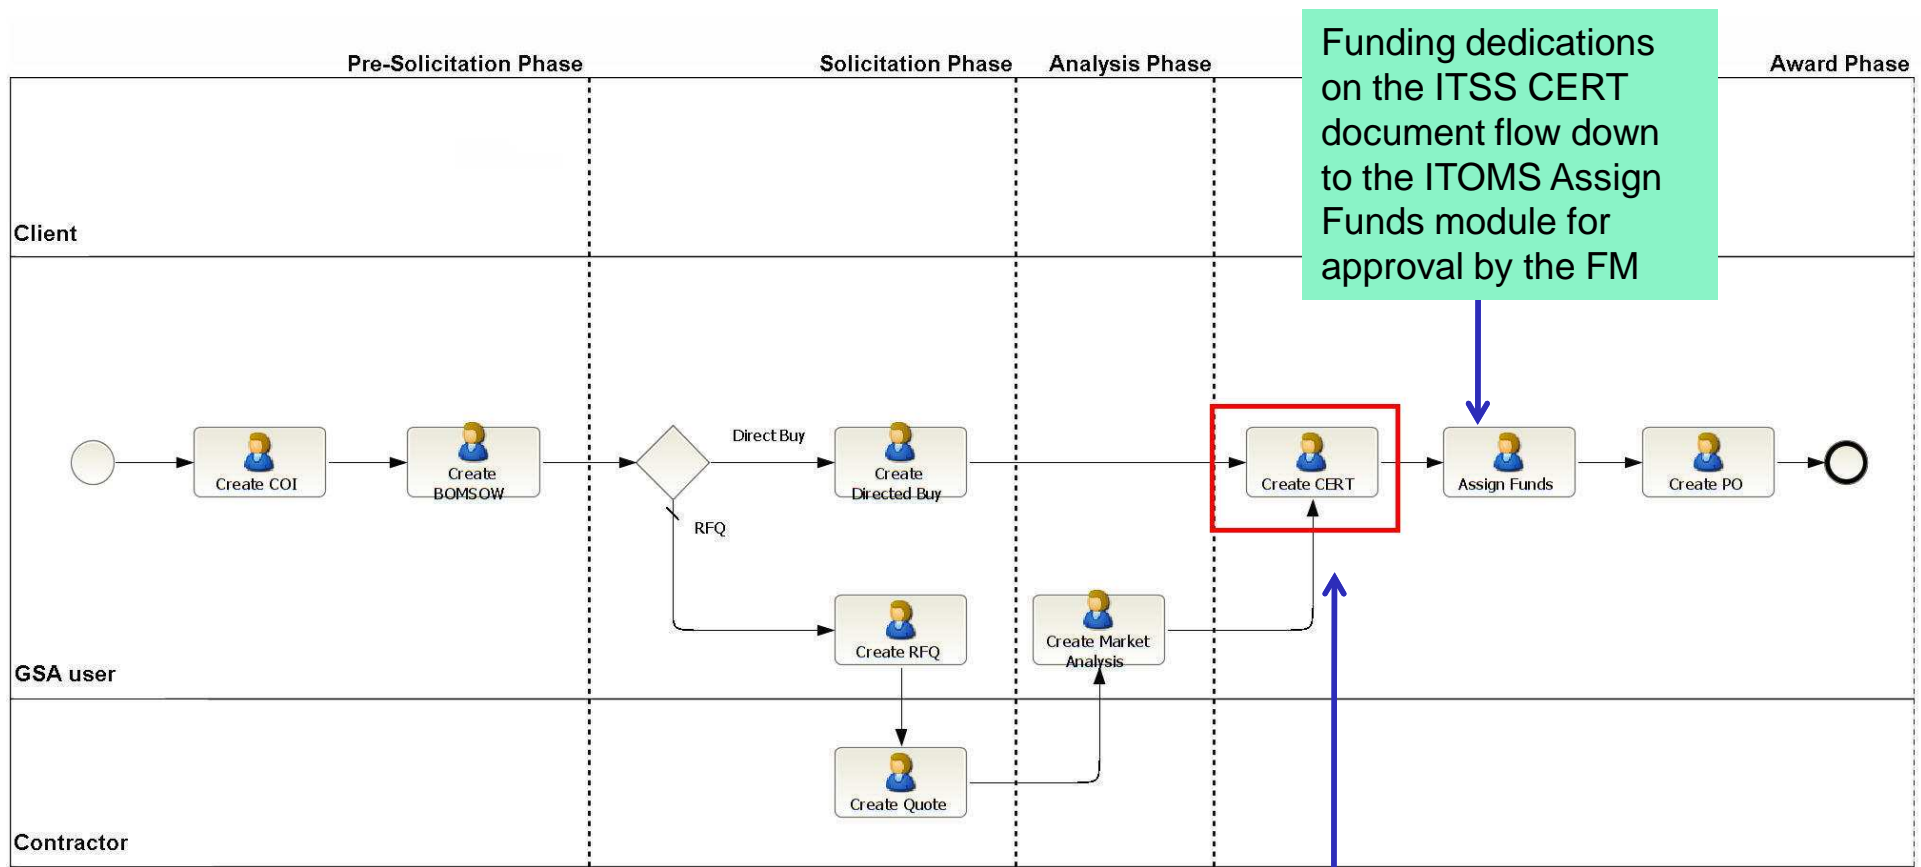 Pre-Solicitation Phase
Solicitation Phase
Analysis Phase
Award Phase
Funding dedications
on the ITSS CERT
document flow down
to the ITOMS Assign
Funds module for
approval by the FM
Client
Create COI
Create
BOMSOW
Direct Buy
RFQ
Create
Directed Buy
Create CERT
Assign Funds
Create PO
Create RFQ
Create Market
Analysis
GSA user
Create Quote
Contractor